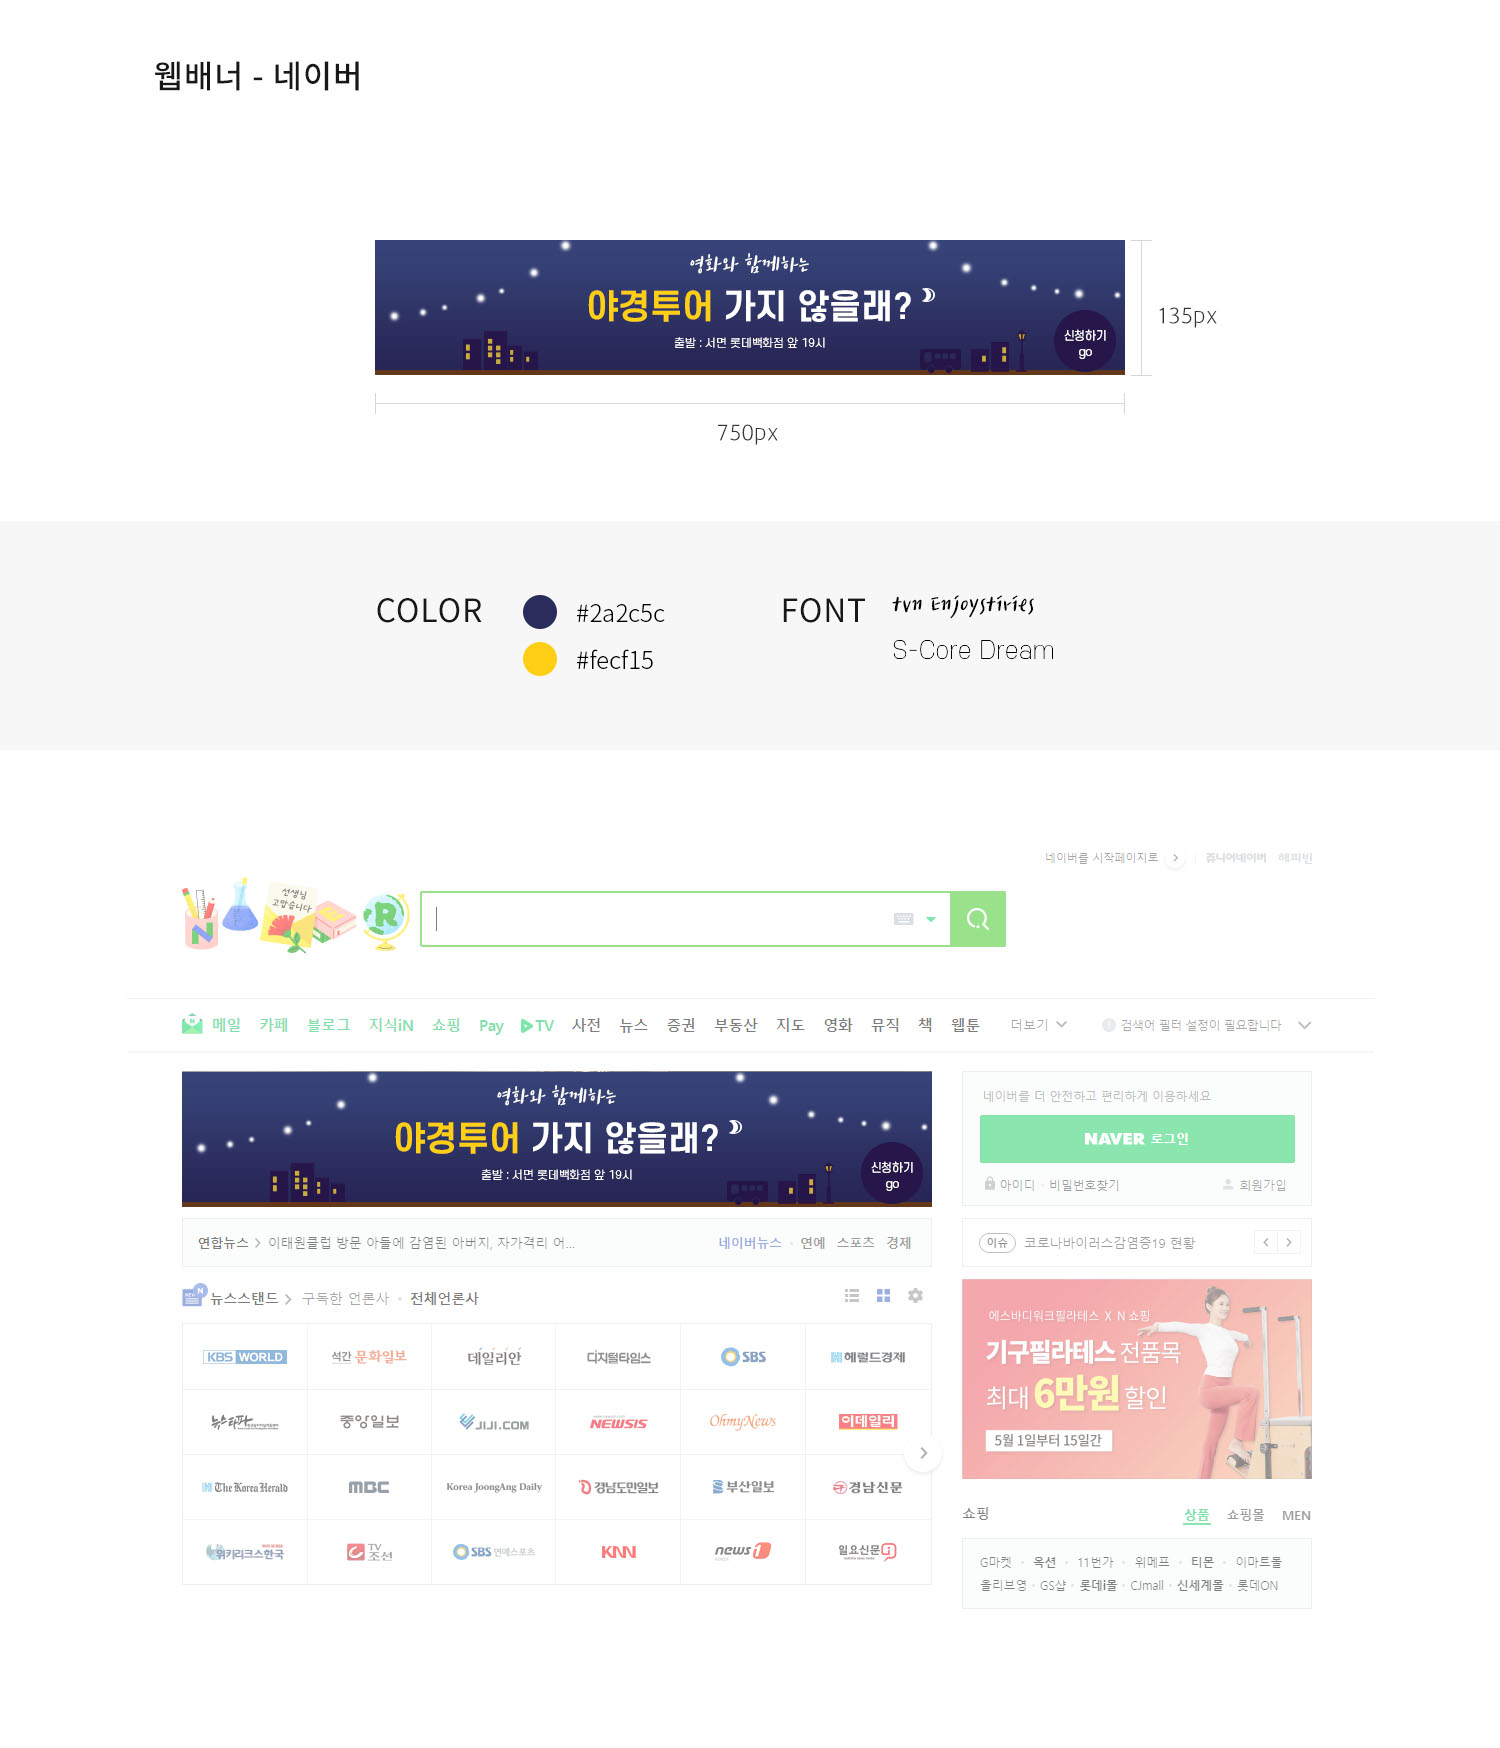 웹배너 - 네이버
영화와 함께하는
야경투어 가지 않을래?
출발 : 서면 롯데백화점 앞 19시
신청하기
go
135px
750px
COLOR
#2a2c5c
#fecf15
FONT
tvn Enjoystiries
S-Core Dream
네이버를 시작페이지로
쥬니어네이버 해피빈
선생님
고맙습니다
N
R
메일 카페 블로그 지식iN 쇼핑 Pay TV 사전 뉴스 증권 부동산 지도 영화 뮤직 책 웹툰 더보기 검색어 필터 설정이 필요합니다
영화와 함께하는
야경투어 가지 않을래?
출발 : 서면 롯데백화점 앞 19시
신청하기
go
네이버를 더 안전하고 편리하게 이용하세요
NAVER 로그인
아이디 · 비밀번호찾기 회원가입
연합뉴스 > 이태원클럽 방문 아들에 감염된 아버지, 자가격리 어... 네이버뉴스 · 연예 스포츠 경제
이슈 코로나바이러스감염증19 현황
뉴스스탠드 > 구독한 언론사 · 전체언론사
KBS WORLD 석간 문화일보 데일리안 디지털타임스 SBS 헤럴드경제
뉴스타파 중앙일보 JIJI.COM NEWSIS OhmyNews 이데일리
The Korea Herald MBC Korea JoongAng Daily 경남도민일보 부산일보 경남신문
위키리크스한국 TV조선 SBS 연예스포츠 KNN news1 일요신문
에스바디워크필라테스 X N쇼핑
기구필라테스 전품목
최대 6만원 할인
5월 1일부터 15일간
쇼핑 상품 쇼핑몰 MEN
G마켓 · 옥션 · 11번가 · 위메프 · 티몬 · 이마트몰
올리브영 · GS샵 · 롯데i몰 · CJmall · 신세계몰 · 롯데ON